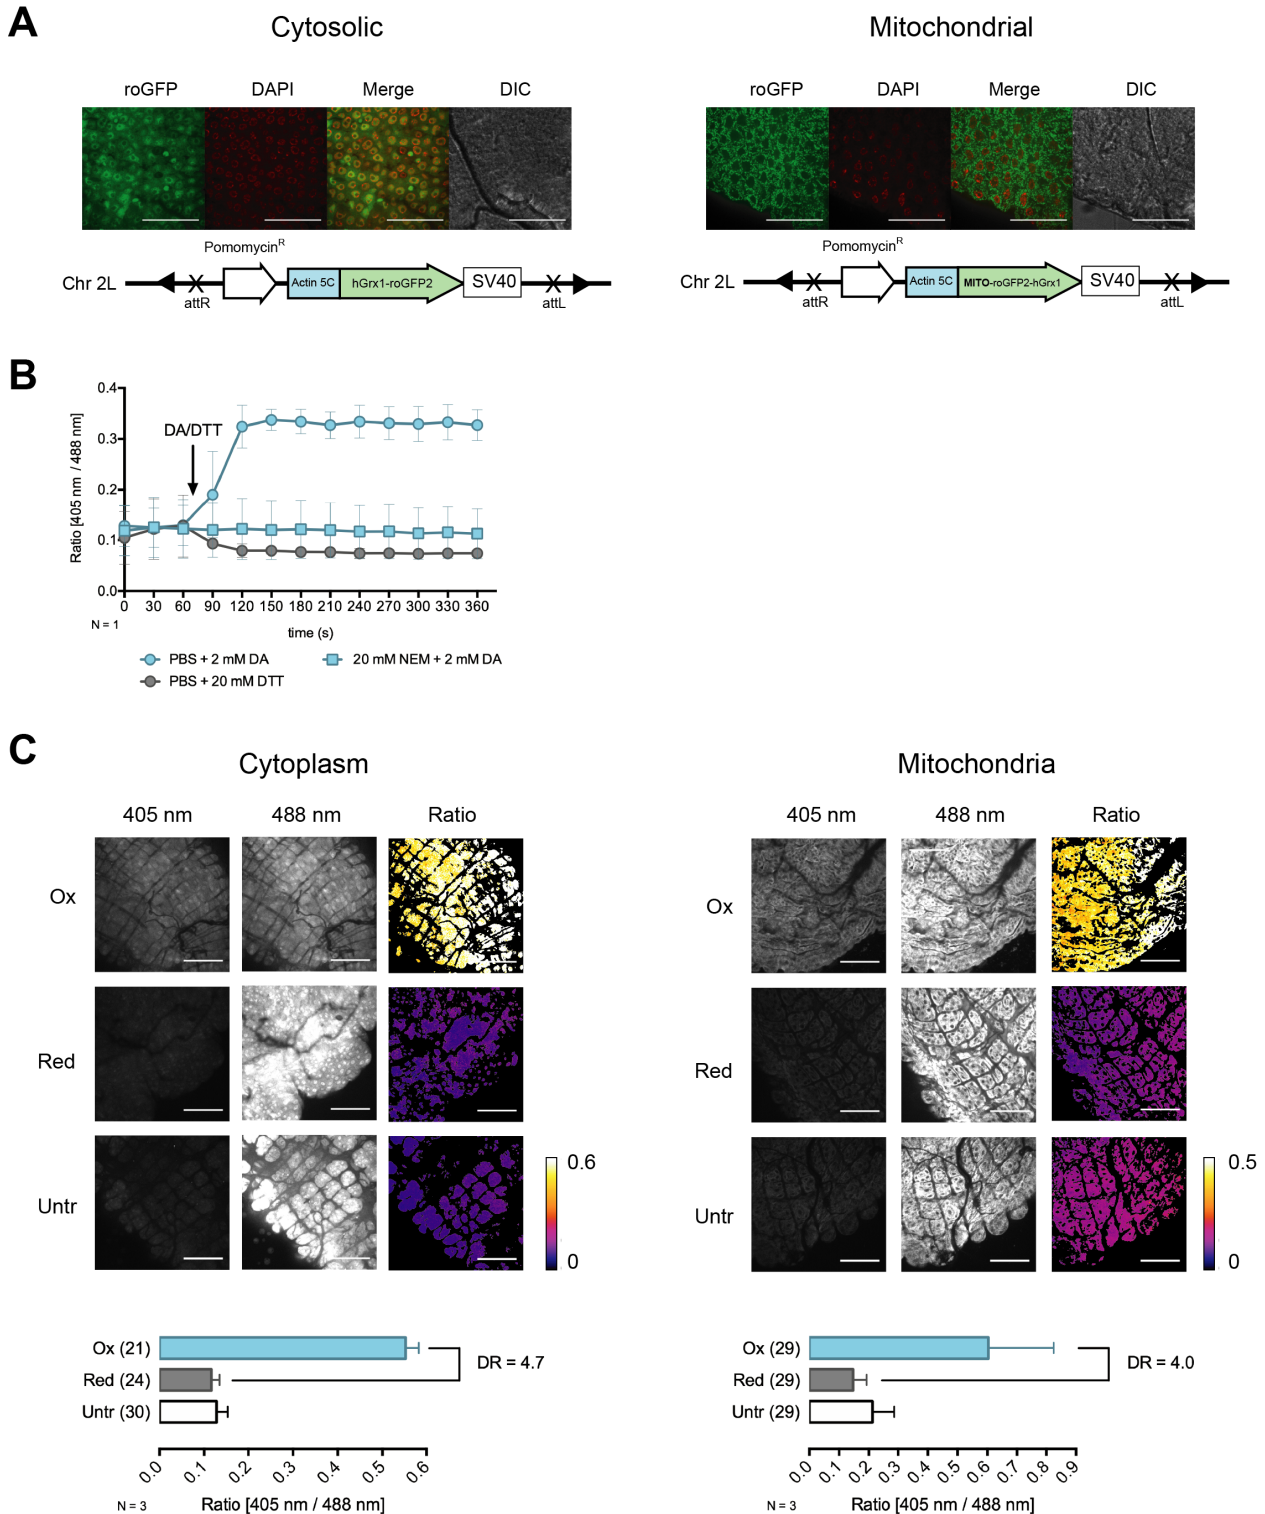 A
Cytosolic
Mitochondrial
roGFP DAPI Merge DIC
roGFP DAPI Merge DIC
Pomomycin^R
Pomomycin^R
Chr 2L attR Actin 5C hGrx1-roGFP2 SV40 attL
Chr 2L attR Actin 5C MITO-roGFP2-hGrx1 SV40 attL
B
Ratio [405 nm / 488 nm]
0.4
0.3
0.2
0.1
0.0
DA/DTT
0 30 60 90 120 150 180 210 240 270 300 330 360
N = 1
time (s)
PBS + 2 mM DA
20 mM NEM + 2 mM DA
PBS + 20 mM DTT
C
Cytoplasm
405 nm 488 nm Ratio
Ox
Red
Untr
0.6
0
Mitochondria
405 nm 488 nm Ratio
Ox
Red
Untr
0.5
0
Ox (21)
Red (24)
Untr (30)
DR = 4.7
0.0 0.1 0.2 0.3 0.4 0.5 0.6
N = 3
Ratio [405 nm / 488 nm]
Ox (29)
Red (29)
Untr (29)
DR = 4.0
0.0 0.1 0.2 0.3 0.4 0.5 0.6 0.7 0.8 0.9
N = 3
Ratio [405 nm / 488 nm]